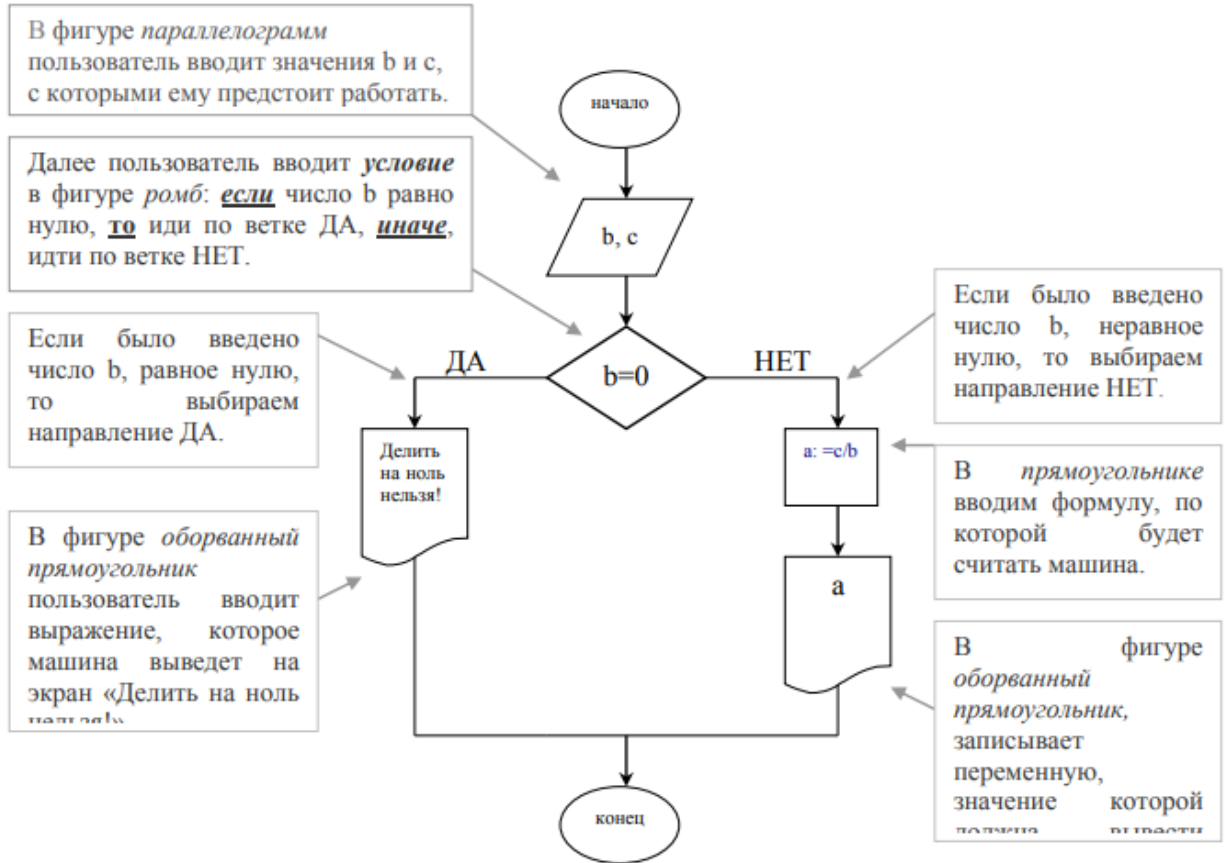 В фигуре параллелограмм
пользователь вводит значения b и c,
с которыми ему предстоит работать.
начало
Далее пользователь вводит условие
в фигуре ромб: если число b равно
нулю, то иди по ветке ДА, иначе,
идти по ветке НЕТ.
b, c
Если было введено
число b, равное нулю,
то выбираем
направление ДА.
ДА
b=0
НЕТ
Если было введено
число b, неравное
нулю, то выбираем
направление НЕТ.
Делить
на ноль
нельзя!
a: =c/b
В прямоугольнике
вводим формулу, по
которой будет
считать машина.
В фигуре оборванный
прямоугольник
пользователь вводит
выражение, которое
машина выведет на
экран «Делить на ноль
нельзя!»
a
В фигуре
оборванный
прямоугольник,
записывает
переменную,
значение которой
должна вывести
конец